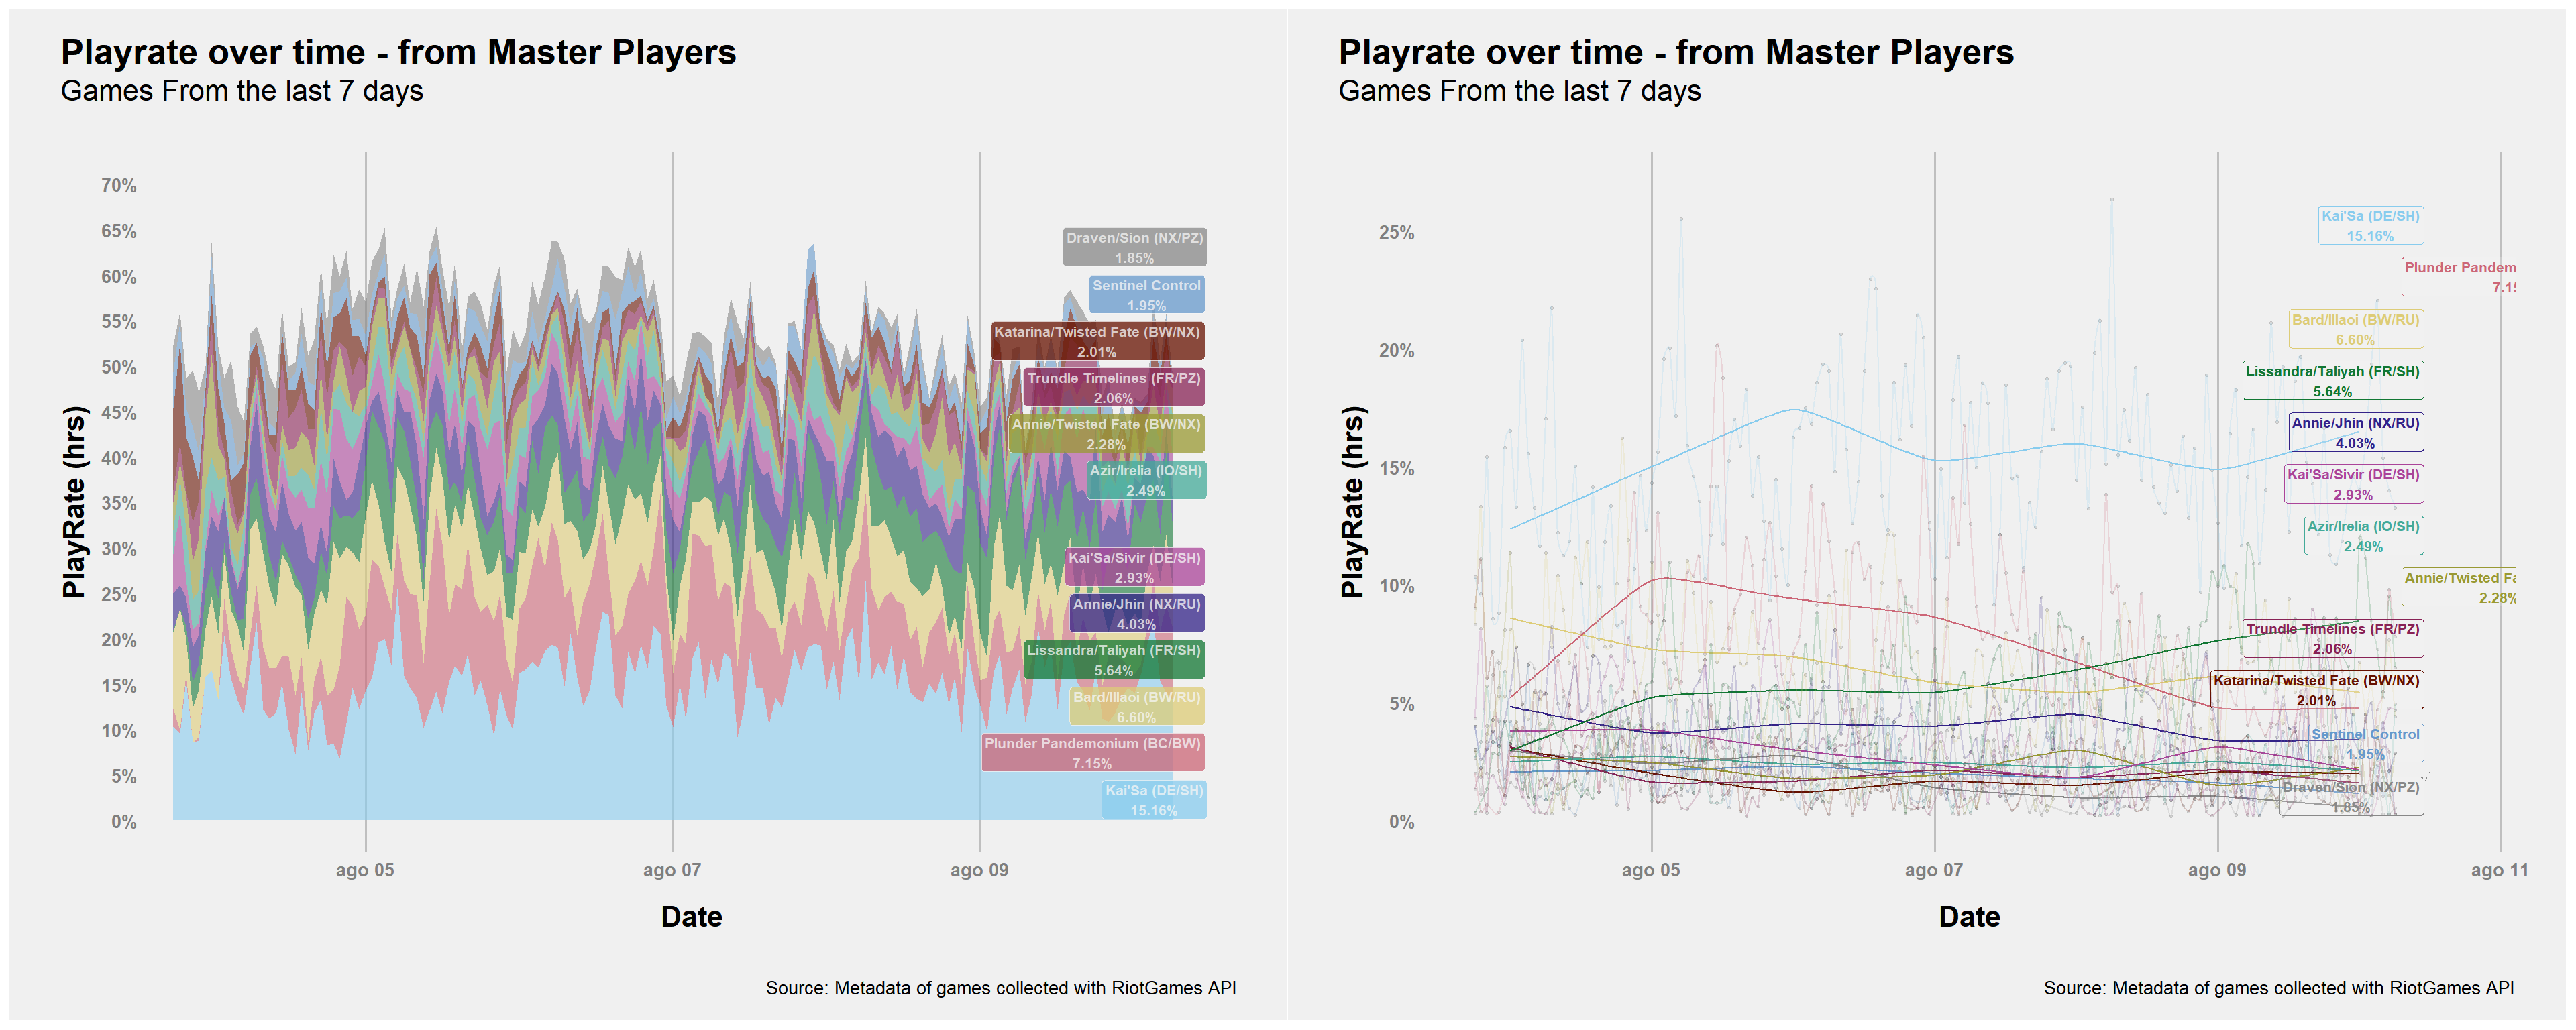 Playrate over time - from Master Players
Games From the last 7 days
PlayRate (hrs)
70%
65%
60%
55%
50%
45%
40%
35%
30%
25%
20%
15%
10%
5%
0%
Draven/Sion (NX/PZ)
1.85%
Sentinel Control
1.95%
Katarina/Twisted Fate (BW/NX)
2.01%
Trundle Timelines (FR/PZ)
2.06%
Annie/Twisted Fate (BW/NX)
2.28%
Azir/Irelia (IO/SH)
2.49%
Kai'Sa/Sivir (DE/SH)
2.93%
Annie/Jhin (NX/RU)
4.03%
Lissandra/Taliyah (FR/SH)
5.64%
Bard/Illaoi (BW/RU)
6.60%
Plunder Pandemonium (BC/BW)
7.15%
Kai'Sa (DE/SH)
15.16%
ago 05
ago 07
ago 09
Date
Source: Metadata of games collected with RiotGames API
Playrate over time - from Master Players
Games From the last 7 days
PlayRate (hrs)
25%
20%
15%
10%
5%
0%
Kai'Sa (DE/SH)
15.16%
Plunder Pandem
7.15
Bard/Illaoi (BW/RU)
6.60%
Lissandra/Taliyah (FR/SH)
5.64%
Annie/Jhin (NX/RU)
4.03%
Kai'Sa/Sivir (DE/SH)
2.93%
Azir/Irelia (IO/SH)
2.49%
Annie/Twisted Fa
2.28%
Trundle Timelines (FR/PZ)
2.06%
Katarina/Twisted Fate (BW/NX)
2.01%
Sentinel Control
1.95%
Draven/Sion (NX/PZ)
1.85%
ago 05
ago 07
ago 09
ago 11
Date
Source: Metadata of games collected with RiotGames API